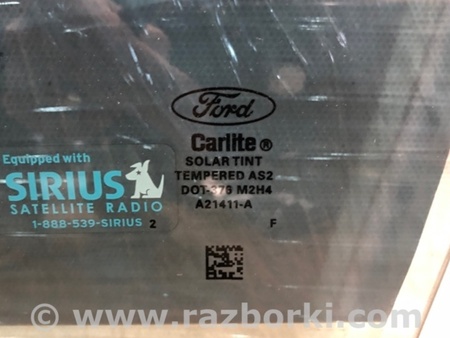 Ford
Carlite®
SOLAR TINT
TEMPERED AS2
DOT-376 M2H4
A21411-A
Equipped with
SIRIUS
SATELLITE RADIO
1-888-539-SIRIUS
2
F
© www.razborki.com